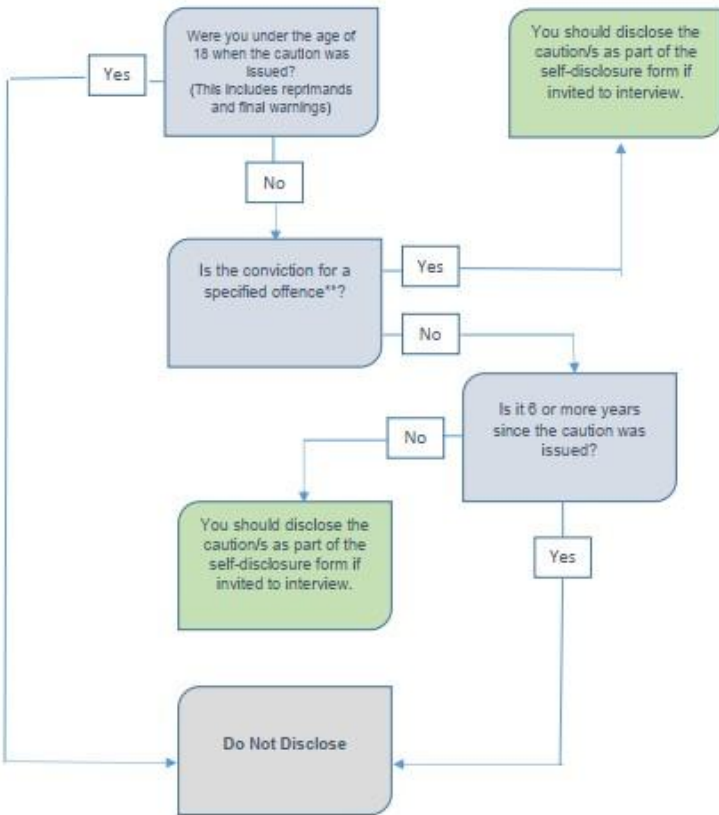 Were you under the age of
18 when the caution was
issued?
(This includes reprimands
and final warnings)
You should disclose the
caution/s as part of the
self-disclosure form if
invited to interview.
Yes
No
Is the conviction for a
specified offence**?
Yes
No
Is it 6 or more years
since the caution was
issued?
No
You should disclose the
caution/s as part of the
self-disclosure form if
invited to interview.
Yes
Do Not Disclose